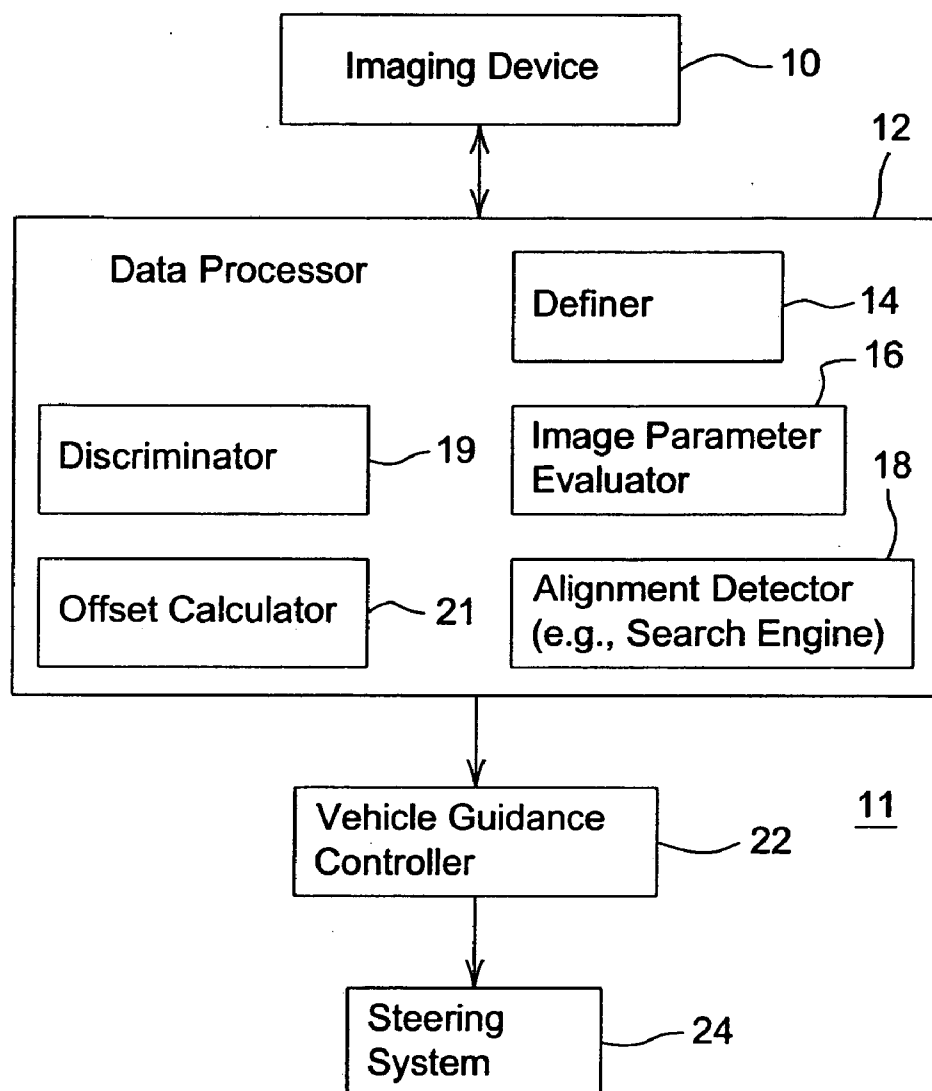 Imaging Device
10
12
Data Processor
Definer
14
16
Discriminator
19
Image Parameter
Evaluator
18
Offset Calculator
21
Alignment Detector
(e.g., Search Engine)
Vehicle Guidance
Controller
22
11
Steering
System
24